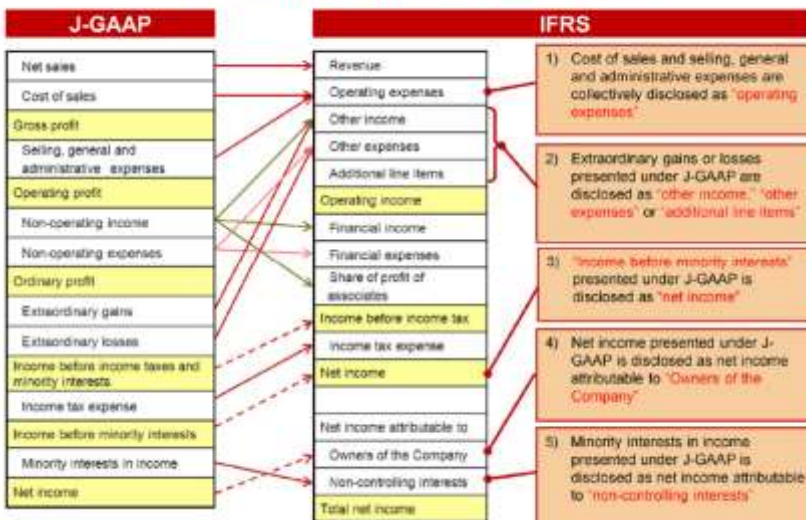 J-GAAP
Net sales
Cost of sales
Gross profit
Selling, general and
administrative expenses
Operating profit
Non-operating income
Non-operating expenses
Ordinary profit
Extraordinary gains
Extraordinary losses
Income before income taxes and
minority interests
Income tax expense
Income before minority interests
Minority interests in income
Net income
IFRS
Revenue
Operating expenses
Other income
Other expenses
Additional line items
Operating income
Financial income
Financial expenses
Share of profit of
associates
Income before income tax
Income tax expense
Net income
Net income attributable to
Owners of the Company
Non-controlling interests
Total net income
1) Cost of sales and selling, general
and administrative expenses are
collectively disclosed as "operating
expenses"
2) Extraordinary gains or losses
presented under J-GAAP are
disclosed as "other income," "other
expenses" or "additional line items"
3) "Income before minority interests"
presented under J-GAAP is
disclosed as "net income"
4) Net income presented under J-
GAAP is disclosed as net income
attributable to "Owners of the
Company"
5) Minority interests in income
presented under J-GAAP is
disclosed as net income attributable
to "non-controlling interests"